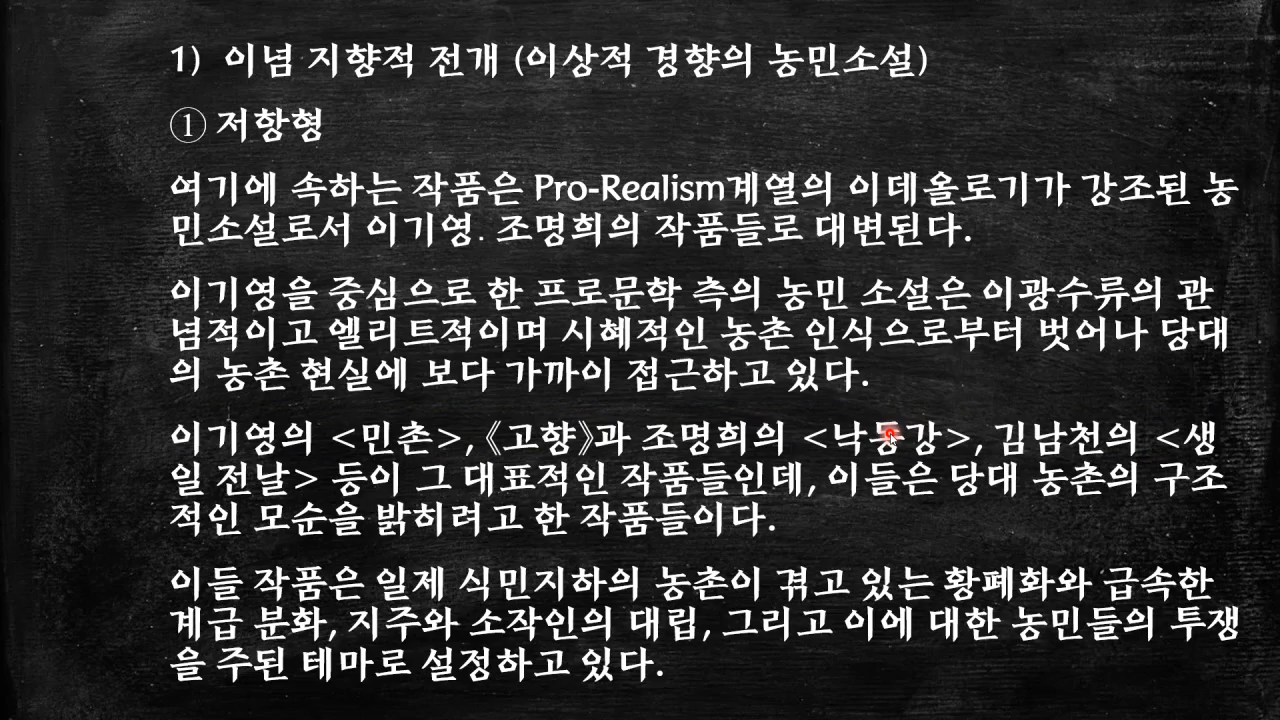 1) 이념 지향적 전개 (이상적 경향의 농민소설)
① 저항형
여기에 속하는 작품은 Pro-Realism계열의 이데올로기가 강조된 농
민소설로서 이기영. 조명희의 작품들로 대변된다.
이기영을 중심으로 한 프로문학 측의 농민 소설은 이광수류의 관
념적이고 엘리트적이며 시혜적인 농촌 인식으로부터 벗어나 당대
의 농촌 현실에 보다 가까이 접근하고 있다.
이기영의 <민촌>,《고향》과 조명희의 <낙동강>, 김남천의 <생
일 전날> 등이 그 대표적인 작품들인데, 이들은 당대 농촌의 구조
적인 모순을 밝히려고 한 작품들이다.
이들 작품은 일제 식민지하의 농촌이 겪고 있는 황폐화와 급속한
계급 분화, 지주와 소작인의 대립, 그리고 이에 대한 농민들의 투쟁
을 주된 테마로 설정하고 있다.